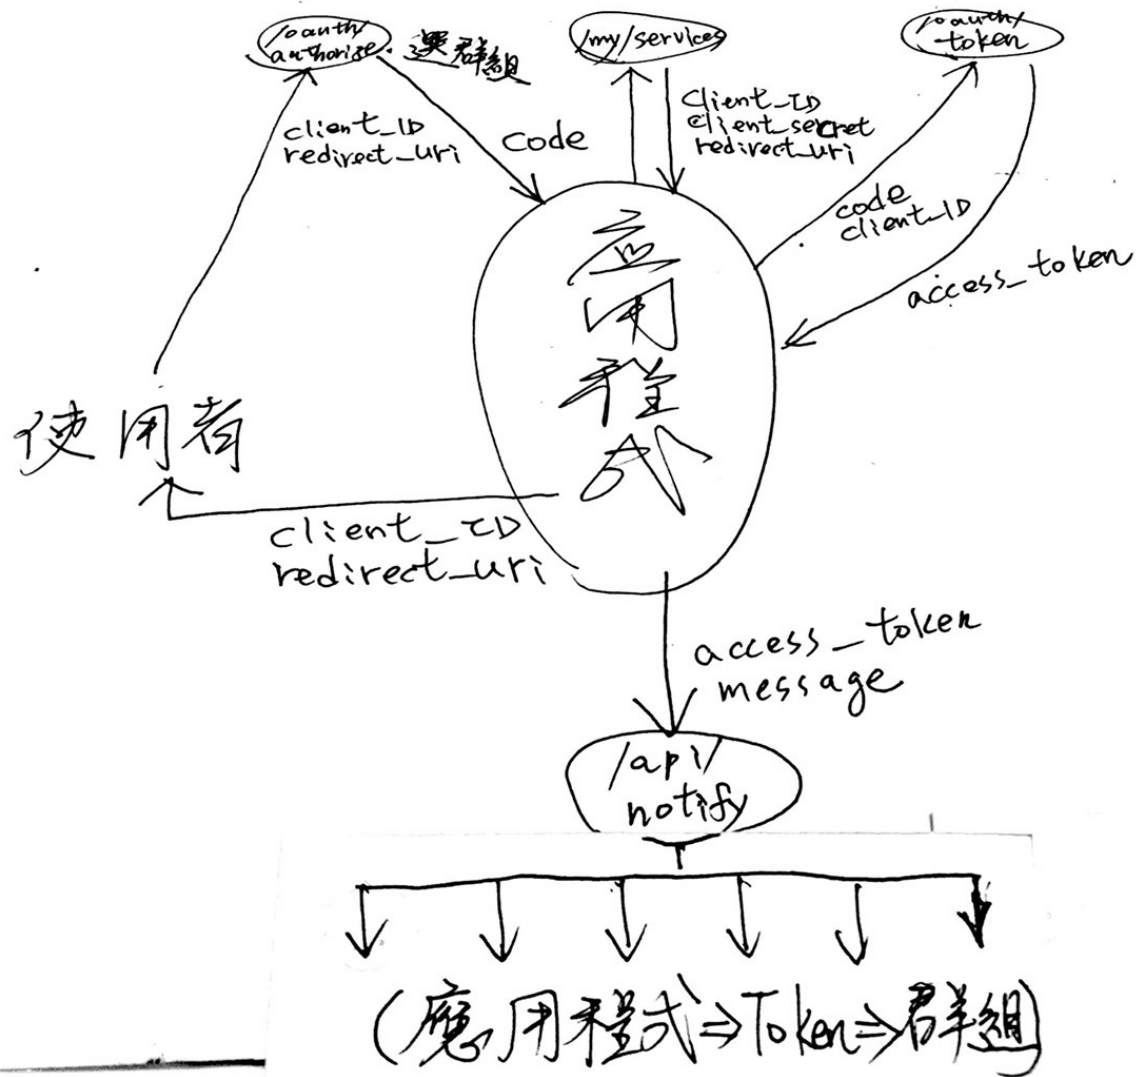 /oauth/
authorize
選群組
/my/services
/oauth/
token
client_ID
redirect_uri
code
client_ID
client_secret
redirect_uri
code
client_ID
access_token
应
用
程
式
使用者
client_ID
redirect_uri
access_token
message
/api/
notify
(應用程式⇒Token⇒群組)